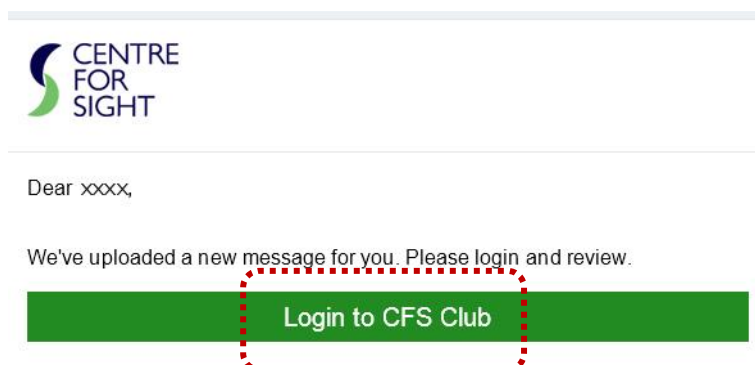 CENTRE
FOR
SIGHT
Dear xxxx,
We've uploaded a new message for you. Please login and review.
Login to CFS Club